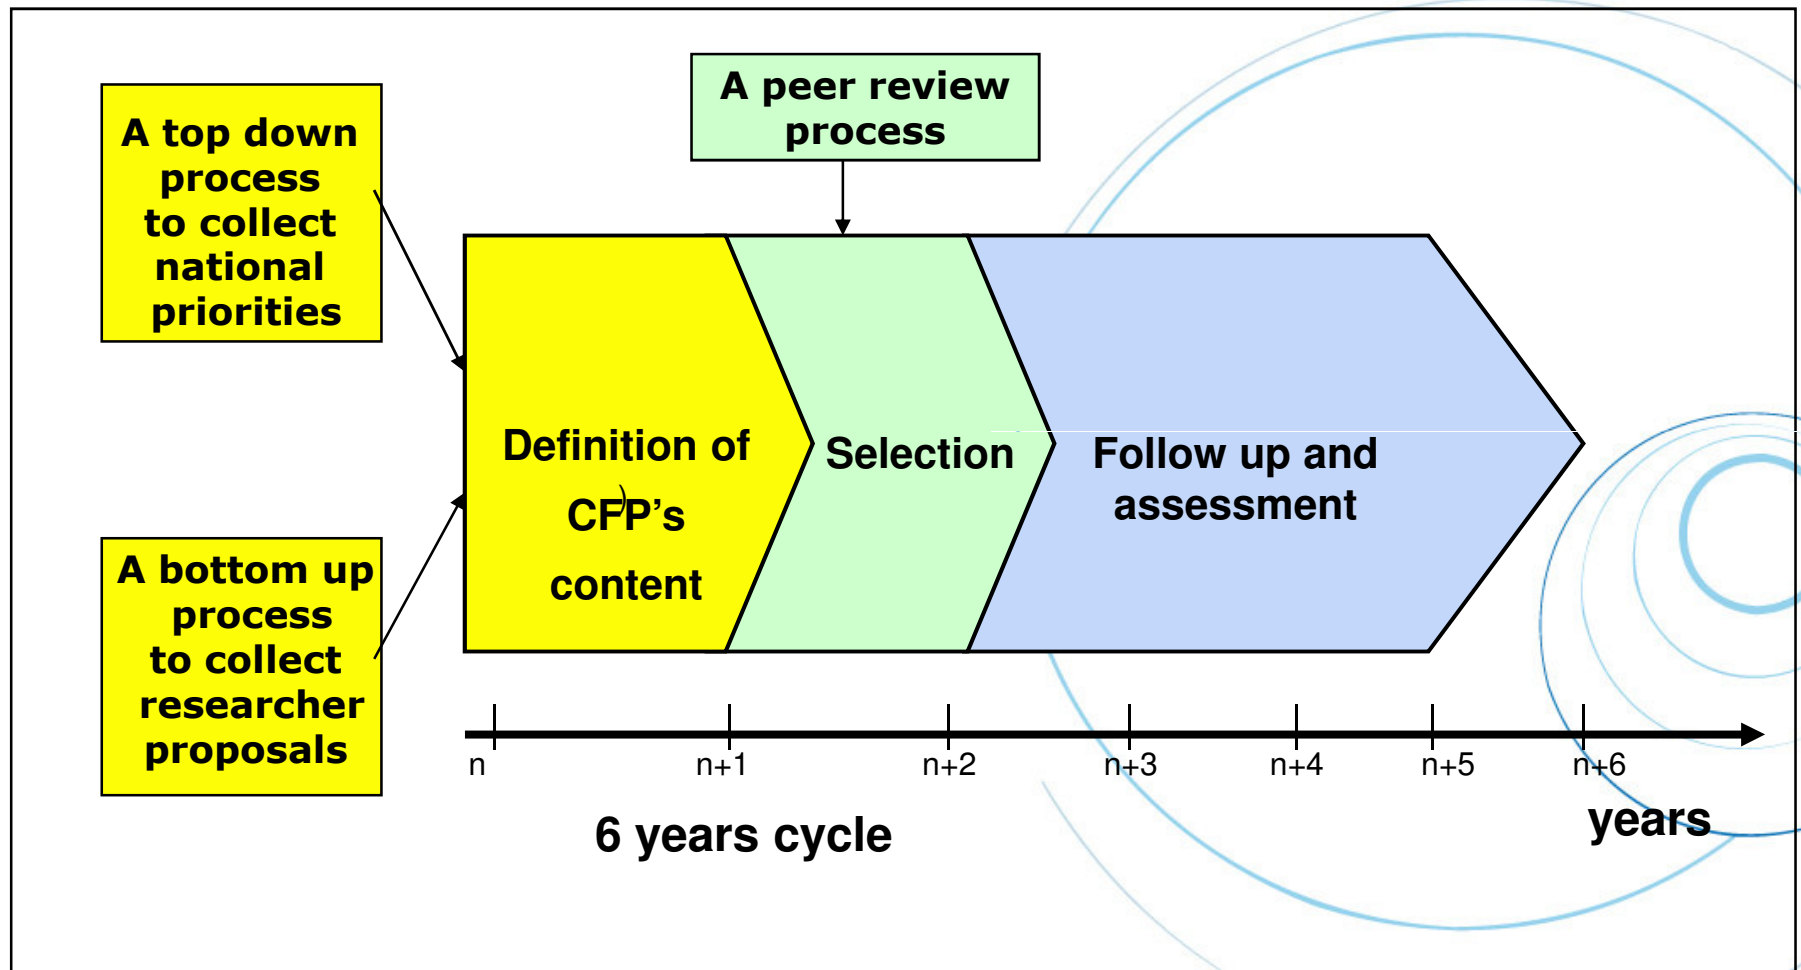 A top down
process
to collect
national
priorities
A peer review
process
A bottom up
process
to collect
researcher
proposals
Definition of
)
CFP’s
content
Selection
Follow up and
assessment
n n+1 n+2 n+3 n+4 n+5 n+6
years
6 years cycle